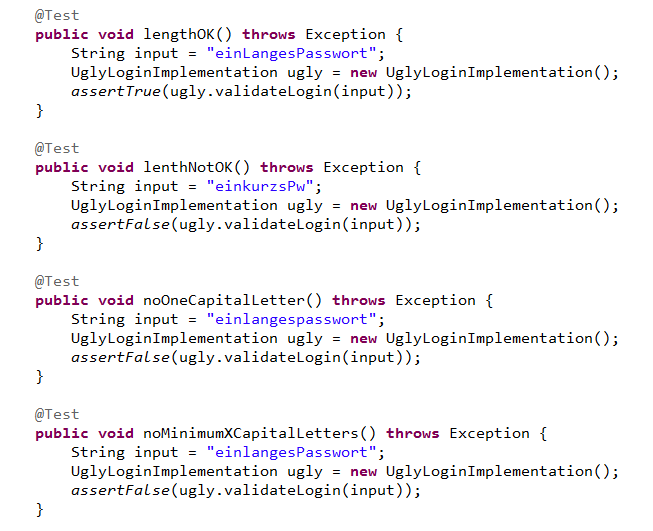 @Test
public void lengthOK() throws Exception {
String input = "einLangesPasswort";
UglyLoginImplementation ugly = new UglyLoginImplementation();
assertTrue(ugly.validateLogin(input));
}
@Test
public void lenthNotOK() throws Exception {
String input = "einkurzsPw";
UglyLoginImplementation ugly = new UglyLoginImplementation();
assertFalse(ugly.validateLogin(input));
}
@Test
public void noOneCapitalLetter() throws Exception {
String input = "einlangespasswort";
UglyLoginImplementation ugly = new UglyLoginImplementation();
assertFalse(ugly.validateLogin(input));
}
@Test
public void noMinimumXCapitalLetters() throws Exception {
String input = "einlangesPasswort";
UglyLoginImplementation ugly = new UglyLoginImplementation();
assertFalse(ugly.validateLogin(input));
}